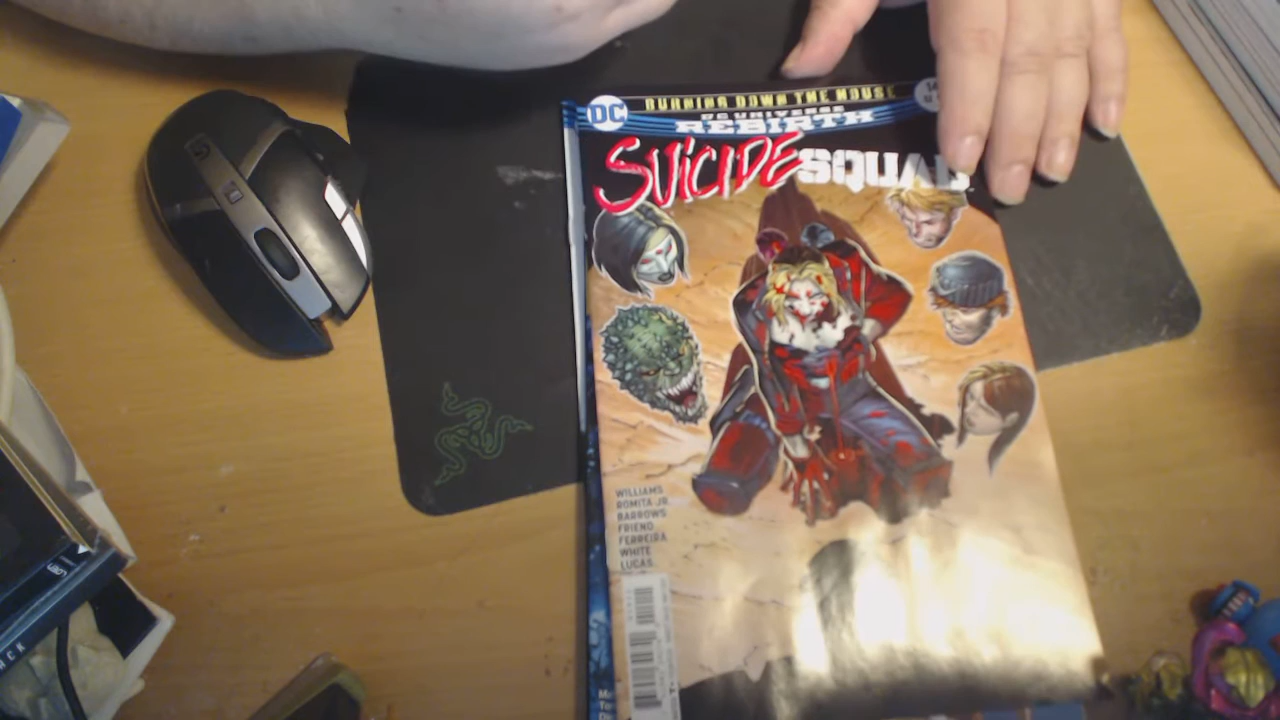 BURNING DOWN THE HOUSE
DC
DC UNIVERSE
REBIRTH
SUICIDE SQUAD
WILLIAMS
ROMITA JR.
BARROWS
FRIEND
FERREIRA
WHITE
LUCAS
G